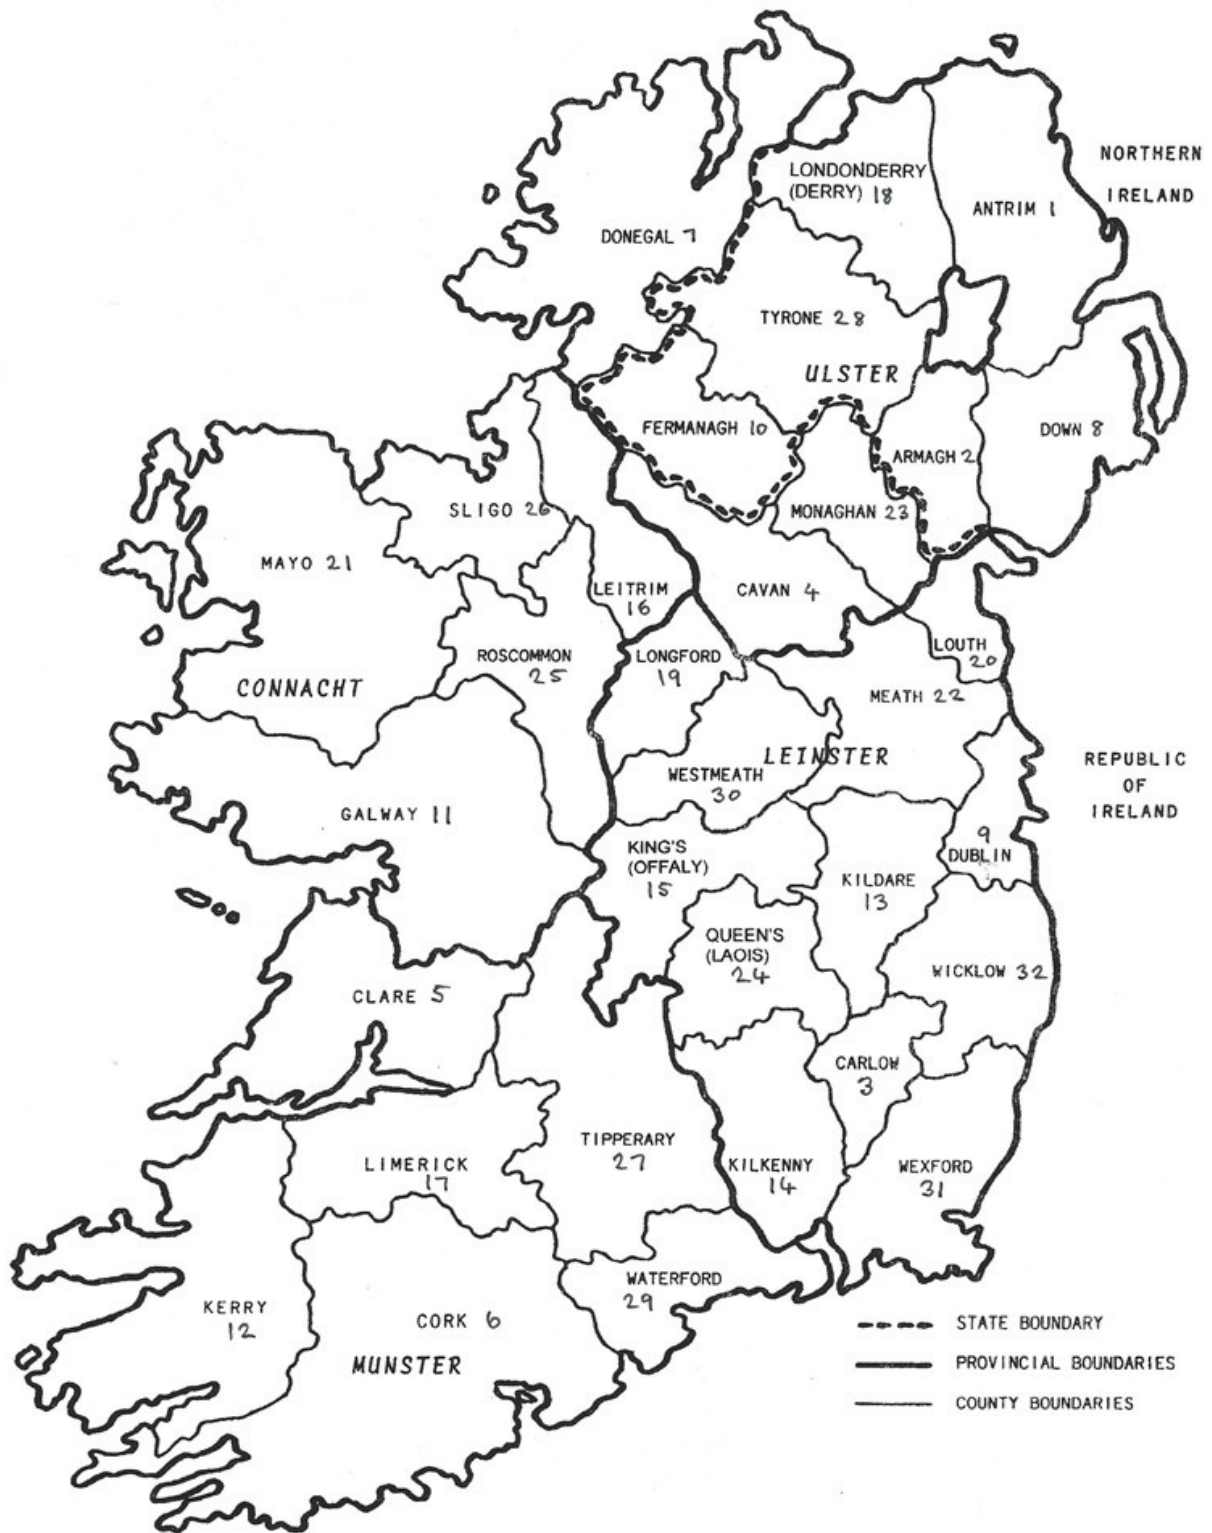 NORTHERN
IRELAND
LONDONDERRY
(DERRY) 18
ANTRIM 1
DONEGAL 7
TYRONE 28
ULSTER
FERMANAGH 10
DOWN 8
ARMAGH 2
MONAGHAN 23
SLIGO 26
MAYO 21
LEITRIM
16
CAVAN 4
LOUTH
20
ROSCOMMON
25
LONGFORD
19
CONNACHT
MEATH 22
LEINSTER
WESTMEATH
30
REPUBLIC
OF
IRELAND
GALWAY 11
KING'S
(OFFALY)
15
9
DUBLIN
KILDARE
13
QUEEN'S
(LAOIS)
24
WICKLOW 32
CLARE 5
CARLOW
3
TIPPERARY
27
LIMERICK
17
KILKENNY
14
WEXFORD
31
WATERFORD
29
KERRY
12
CORK 6
MUNSTER
STATE BOUNDARY
PROVINCIAL BOUNDARIES
COUNTY BOUNDARIES